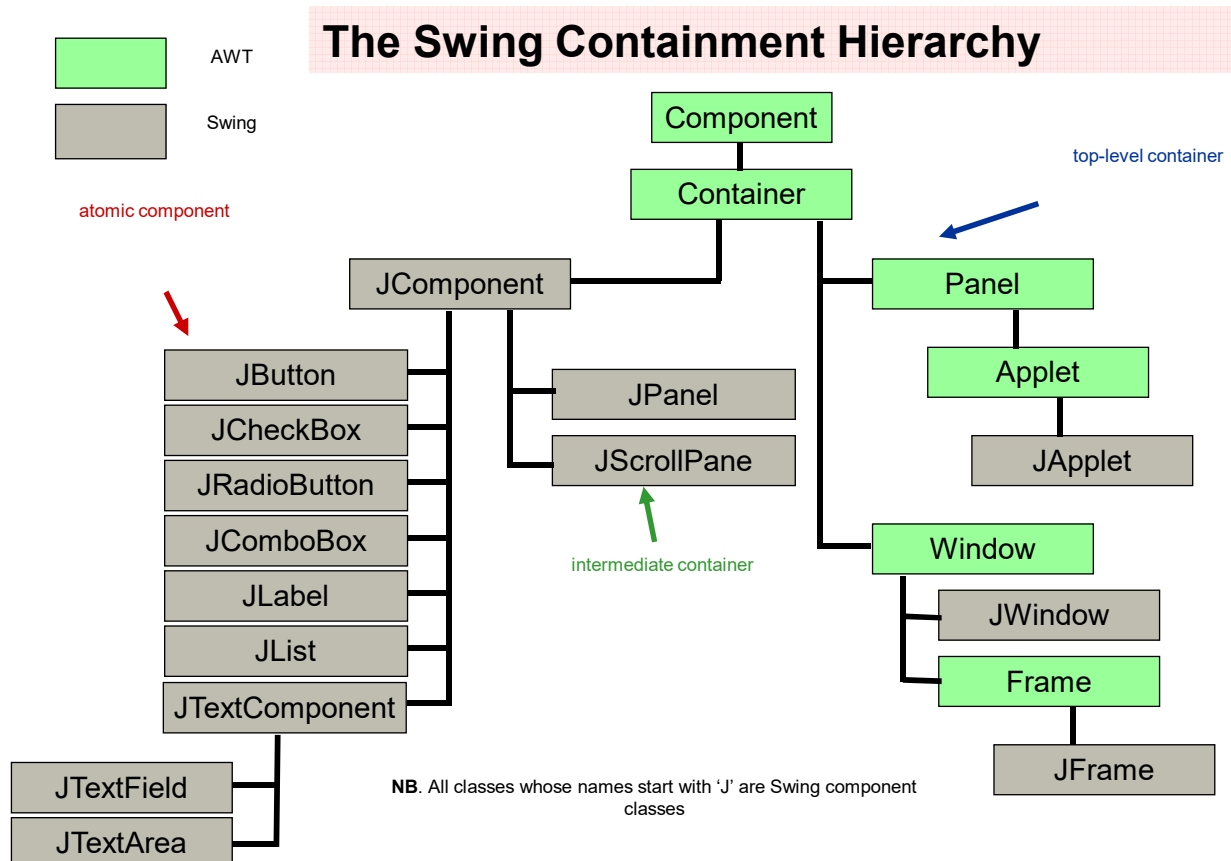 The Swing Containment Hierarchy
AWT
Swing
Component
top-level container
Container
atomic component
JComponent
Panel
JButton
Applet
JPanel
JCheckBox
JScrollPane
JApplet
JRadioButton
JComboBox
Window
intermediate container
JLabel
JWindow
JList
Frame
JTextComponent
JFrame
JTextField
NB. All classes whose names start with ‘J’ are Swing component
classes
JTextArea